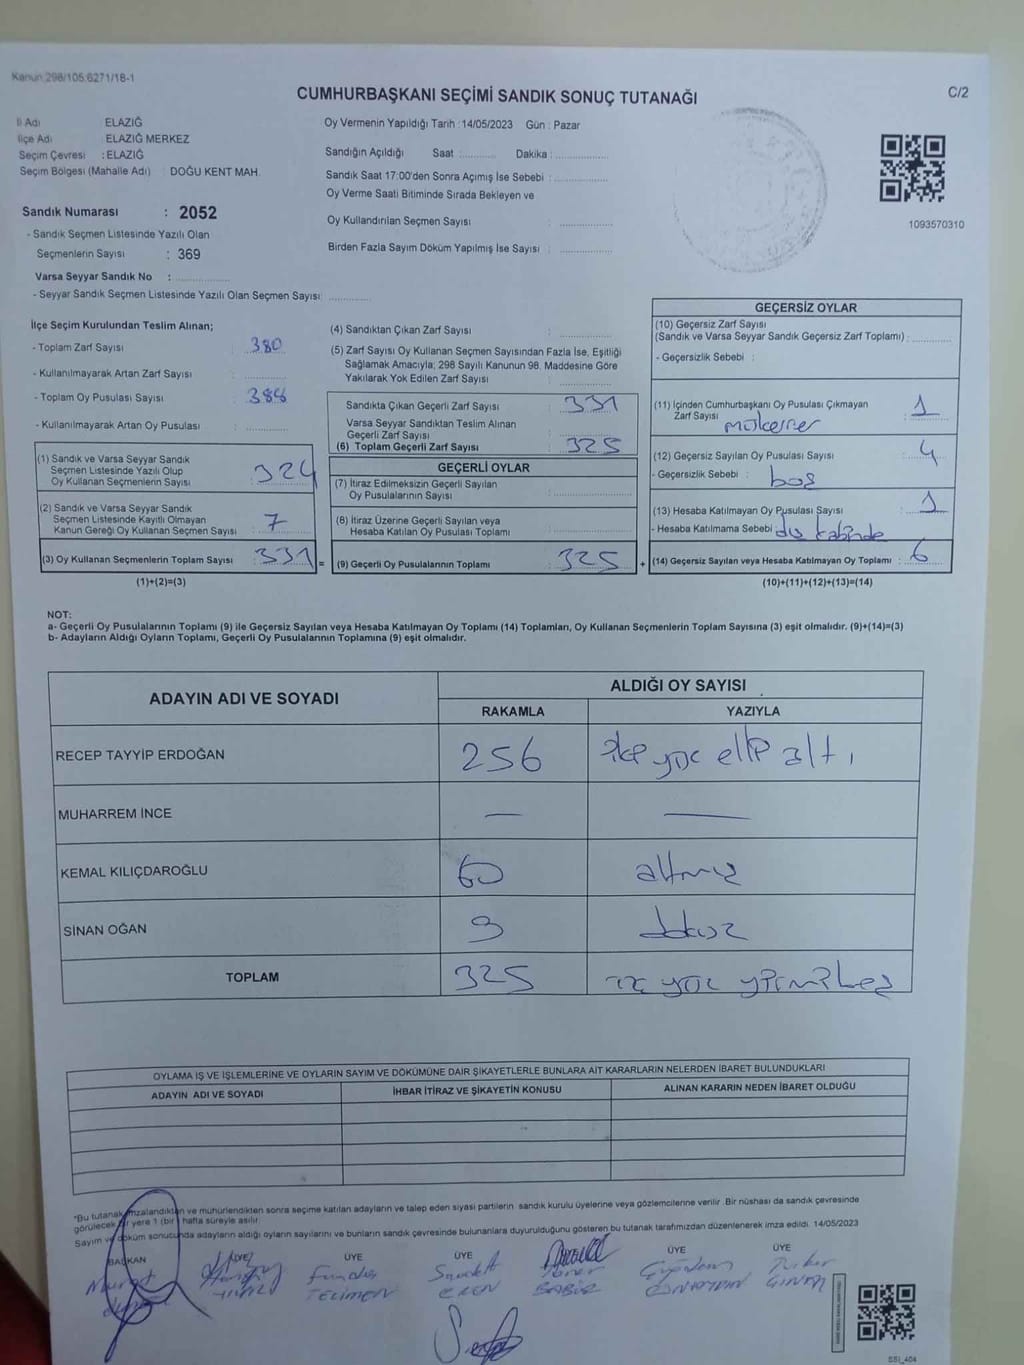 Kanun 298/105,6271/18-1
CUMHURBAŞKANI SEÇİMİ SANDIK SONUÇ TUTANAĞI
C/2
İl Adı ELAZIĞ
İlçe Adı : ELAZIĞ MERKEZ
Seçim Çevresi : ELAZIĞ
Seçim Bölgesi (Mahalle Adı) : DOĞU KENT MAH.
Sandık Numarası : 2052
- Sandık Seçmen Listesinde Yazılı Olan
Seçmenlerin Sayısı : 369
Varsa Seyyar Sandık No :
- Seyyar Sandık Seçmen Listesinde Yazılı Olan Seçmen Sayısı:
Oy Vermenin Yapıldığı Tarih :14/05/2023 Gün : Pazar
Sandığın Açıldığı Saat : Dakika :
Sandık Saat 17:00'den Sonra Açımış İse Sebebi :
Oy Verme Saati Bitiminde Sırada Bekleyen ve
Oy Kullandırılan Seçmen Sayısı :
Birden Fazla Sayım Döküm Yapılmış İse Sayısı :
1093570310
İlçe Seçim Kurulundan Teslim Alınan;
- Toplam Zarf Sayısı : 380
- Kullanılmayarak Artan Zarf Sayısı :
- Toplam Oy Pusulası Sayısı : 388
- Kullanılmayarak Artan Oy Pusulası :
(1) Sandık ve Varsa Seyyar Sandık
Seçmen Listesinde Yazılı Olup
Oy Kullanan Seçmenlerin Sayısı : 324
(2) Sandık ve Varsa Seyyar Sandık
Seçmen Listesinde Kayıtlı Olmayan
Kanun Gereği Oy Kullanan Seçmen Sayısı : 7
(3) Oy Kullanan Seçmenlerin Toplam Sayısı : 331 =
(1)+(2)=(3)
(4) Sandıktan Çıkan Zarf Sayısı :
(5) Zarf Sayısı Oy Kullanan Seçmen Sayısından Fazla İse, Eşitliği
Sağlamak Amacıyla; 298 Sayılı Kanunun 98. Maddesine Göre
Yakılarak Yok Edilen Zarf Sayısı :
Sandıkta Çıkan Geçerli Zarf Sayısı : 331
Varsa Seyyar Sandıktan Teslim Alınan
Geçerli Zarf Sayısı :
(6) Toplam Geçerli Zarf Sayısı : 325
GEÇERLİ OYLAR
(7) İtiraz Edilmeksizin Geçerli Sayılan
Oy Pusulalarının Sayısı :
(8) İtiraz Üzerine Geçerli Sayılan veya
Hesaba Katılan Oy Pusulaları Toplamı :
(9) Geçerli Oy Pusulalarının Toplamı : 325 +
GEÇERSİZ OYLAR
(10) Geçersiz Zarf Sayısı
(Sandık ve Varsa Seyyar Sandık Geçersiz Zarf Toplamı) :
- Geçersizlik Sebebi :
(11) İçinden Cumhurbaşkanı Oy Pusulası Çıkmayan
Zarf Sayısı : 1
mükerrer
(12) Geçersiz Sayılan Oy Pusulası Sayısı : 4
- Geçersizlik Sebebi : boş
(13) Hesaba Katılmayan Oy Pusulası Sayısı : 1
- Hesaba Katılmama Sebebi : dış kabinde
(14) Geçersiz Sayılan veya Hesaba Katılmayan Oy Toplamı : 6
(10)+(11)+(12)+(13)=(14)
NOT:
a- Geçerli Oy Pusulalarının Toplamı (9) ile Geçersiz Sayılan veya Hesaba Katılmayan Oy Toplamı (14) Toplamları, Oy Kullanan Seçmenlerin Toplam Sayısına (3) eşit olmalıdır. (9)+(14)=(3)
b- Adayların Aldığı Oyların Toplamı, Geçerli Oy Pusulalarının Toplamına (9) eşit olmalıdır.
ADAYIN ADI VE SOYADI ALDIĞI OY SAYISI
RAKAMLA YAZIYLA
RECEP TAYYİP ERDOĞAN 256 iki yüz elli altı
MUHARREM İNCE — —
KEMAL KILIÇDAROĞLU 60 altmış
SİNAN OĞAN 9 dokuz
TOPLAM 325 üç yüz yirmi beş
OYLAMA İŞ VE İŞLEMLERİNE VE OYLARIN SAYIM VE DÖKÜMÜNE DAİR ŞİKAYETLERLE BUNLARA AİT KARARLARIN NELERDEN İBARET BULUNDUKLARI
ADAYIN ADI VE SOYADI İHBAR İTİRAZ VE ŞİKAYETİN KONUSU ALINAN KARARIN NEDEN İBARET OLDUĞU
*Bu tutanak imzalandıktan ve mühürlendikten sonra seçime katılan adayların ve talep eden siyasi partilerin sandık kurulu üyelerine veya gözlemcilerine verilir. Bir nüshası da sandık çevresinde
görülecek bir yere 1 (bir) hafta süreyle asılır.
Sayım ve döküm sonucunda adayların aldığı oyların sayılarını ve bunların sandık çevresinde bulunanlara duyurulduğunu gösteren bu tutanak tarafımızdan düzenlenerek imza edildi. 14/05/2023
BAŞKAN ÜYE ÜYE ÜYE ÜYE ÜYE
Murat Funda
TELİMEN EREN
SSI_404